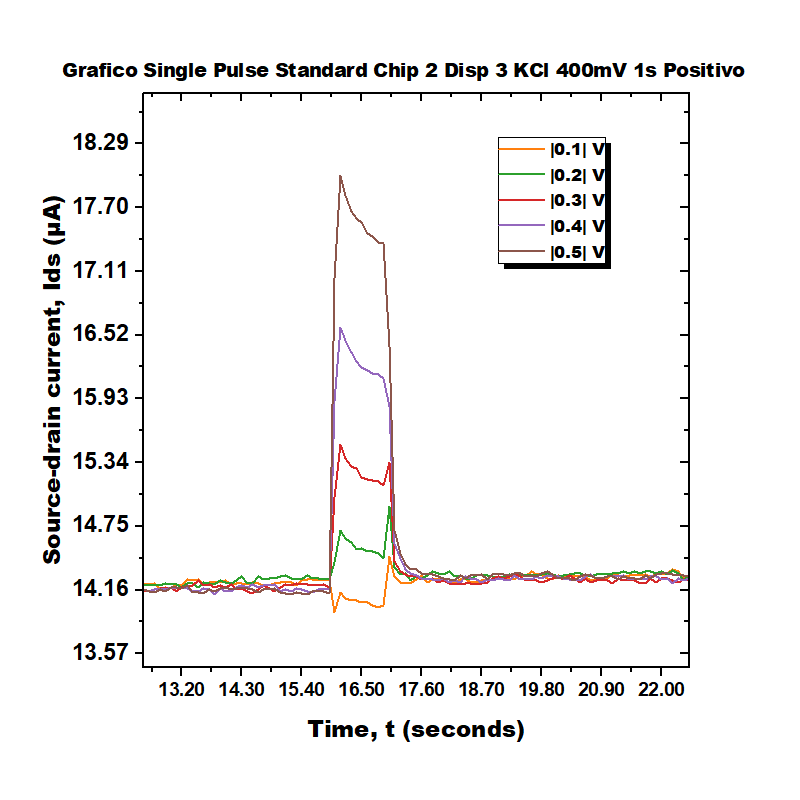 Grafico Single Pulse Standard Chip 2 Disp 3 KCl 400mV 1s Positivo
|0.1| V
|0.2| V
|0.3| V
|0.4| V
|0.5| V
Source-drain current, Ids (µA)
18.29
17.70
17.11
16.52
15.93
15.34
14.75
14.16
13.57
13.20 14.30 15.40 16.50 17.60 18.70 19.80 20.90 22.00
Time, t (seconds)